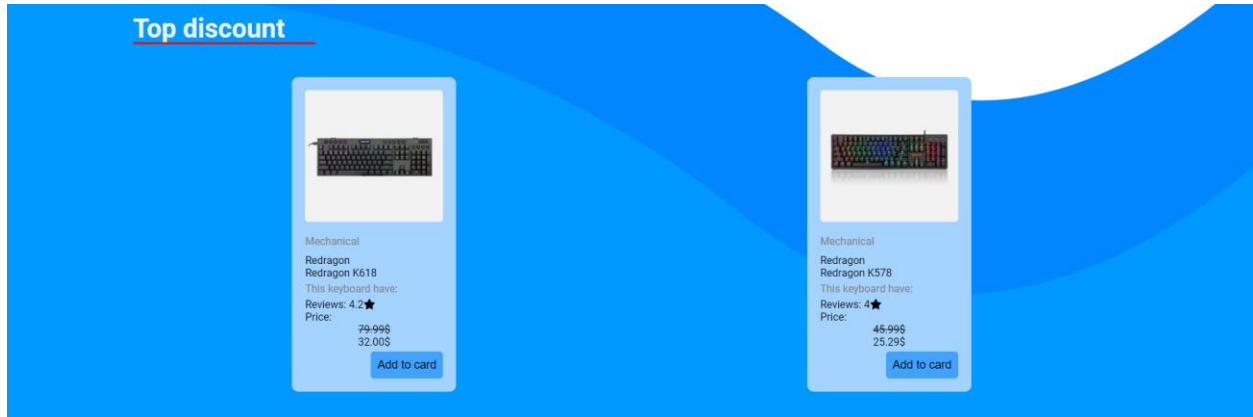 Top discount
Mechanical
Redragon
Redragon K618
This keyboard have:
Reviews: 4.2★
Price:
79.99$
32.00$
Add to card
Mechanical
Redragon
Redragon K578
This keyboard have:
Reviews: 4★
Price:
45.99$
25.29$
Add to card